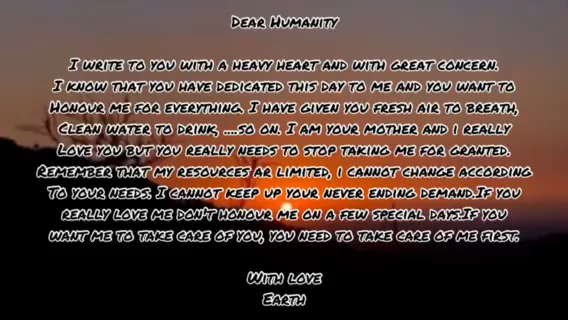 Dear Humanity
I write to you with a heavy heart and with great concern.
I know that you have dedicated this day to me and you want to
Honour me for everything. I have given you fresh air to breath,
Clean water to drink, ....so on. I am your mother and i really
Love you but you really needs to stop taking me for granted.
Remember that my resources ar limited, i cannot change according
To your needs. I cannot keep up your never ending demand.If you
really love me don't honour me on a few special days.If you
want me to take care of you, you need to take care of me first.
With love
Earth